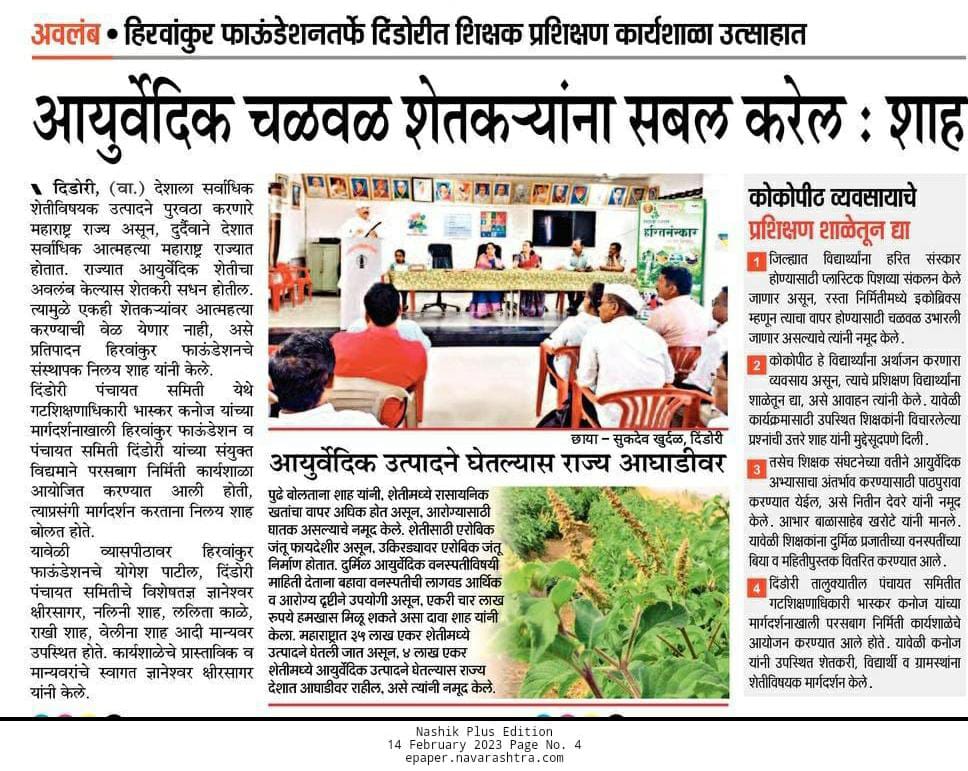 अवलंब • हिरवांकुर फाऊंडेशनतर्फे दिंडोरीत शिक्षक प्रशिक्षण कार्यशाळा उत्साहात
आयुर्वेदिक चळवळ शेतकऱ्यांना सबल करेल : शाह
दिंडोरी, (वा.) देशाला सर्वाधिक
शेतीविषयक उत्पादने पुरवठा करणारे
महाराष्ट्र राज्य असून, दुर्दैवाने देशात
सर्वाधिक आत्महत्या महाराष्ट्र राज्यात
होतात. राज्यात आयुर्वेदिक शेतीचा
अवलंब केल्यास शेतकरी सधन होतील.
त्यामुळे एकही शेतकऱ्यांवर आत्महत्या
करण्याची वेळ येणार नाही, असे
प्रतिपादन हिरवांकुर फाऊंडेशनचे
संस्थापक निलय शाह यांनी केले.
दिंडोरी पंचायत समिती येथे
गटशिक्षणाधिकारी भास्कर कनोज यांच्या
मार्गदर्शनाखाली हिरवांकुर फाऊंडेशन व
पंचायत समिती दिंडोरी यांच्या संयुक्त
विद्यमाने परसबाग निर्मिती कार्यशाळा
आयोजित करण्यात आली होती,
त्याप्रसंगी मार्गदर्शन करताना निलय शाह
बोलत होते.
यावेळी व्यासपीठावर हिरवांकुर
फाऊंडेशनचे योगेश पाटील, दिंडोरी
पंचायत समितीचे विशेषतज्ञ ज्ञानेश्वर
क्षीरसागर, नलिनी शाह, ललिता काळे,
राखी शाह, वेलीना शाह आदी मान्यवर
उपस्थित होते. कार्यशाळेचे प्रास्ताविक व
मान्यवरांचे स्वागत ज्ञानेश्वर क्षीरसागर
यांनी केले.
हरितसंस्कार
छाया – सुकदेव खुर्दळ, दिंडोरी
आयुर्वेदिक उत्पादने घेतल्यास राज्य आघाडीवर
पुढे बोलताना शाह यांनी, शेतीमध्ये रासायनिक
खतांचा वापर अधिक होत असून, आरोग्यासाठी
घातक असल्याचे नमूद केले. शेतीसाठी एरोबिक
जंतू फायदेशीर असून, उकिरड्यावर एरोबिक जंतू
निर्माण होतात. दुर्मिळ आयुर्वेदिक वनस्पतीविषयी
माहिती देताना बहावा वनस्पतीची लागवड आर्थिक
व आरोग्य दृष्टीने उपयोगी असून, एकरी चार लाख
रुपये हमखास मिळू शकते असा दावा शाह यांनी
केला. महाराष्ट्रात ३५ लाख एकर शेतीमध्ये
उत्पादने घेतली जात असून, ४ लाख एकर
शेतीमध्ये आयुर्वेदिक उत्पादने घेतल्यास राज्य
देशात आघाडीवर राहील, असे त्यांनी नमूद केले.
कोकोपीट व्यवसायाचे
प्रशिक्षण शाळेतून द्या
1 जिल्ह्यात विद्यार्थ्यांना हरित संस्कार
होण्यासाठी प्लास्टिक पिशव्या संकलन केले
जाणार असून, रस्ता निर्मितीमध्ये इकोब्रिक्स
म्हणून त्याचा वापर होण्यासाठी चळवळ उभारली
जाणार असल्याचे त्यांनी नमूद केले.
2 कोकोपीट हे विद्यार्थ्यांना अर्थार्जन करणारा
व्यवसाय असून, त्याचे प्रशिक्षण विद्यार्थ्यांना
शाळेतून द्या, असे आवाहन त्यांनी केले. यावेळी
कार्यक्रमासाठी उपस्थित शिक्षकांनी विचारलेल्या
प्रश्नांची उत्तरे शाह यांनी मुद्देसूदपणे दिली.
3 तसेच शिक्षक संघटनेच्या वतीने आयुर्वेदिक
अभ्यासाचा अंतर्भाव करण्यासाठी पाठपुरावा
करण्यात येईल, असे नितीन देवरे यांनी नमूद
केले. आभार बाळासाहेब खरोटे यांनी मानले.
यावेळी शिक्षकांना दुर्मिळ प्रजातीच्या वनस्पतींच्या
बिया व माहितीपुस्तक वितरित करण्यात आले.
4 दिंडोरी तालुक्यातील पंचायत समितीत
गटशिक्षणाधिकारी भास्कर कनोज यांच्या
मार्गदर्शनाखाली परसबाग निर्मिती कार्यशाळेचे
आयोजन करण्यात आले होते. यावेळी कनोज
यांनी उपस्थित शेतकरी, विद्यार्थी व ग्रामस्थांना
शेतीविषयक मार्गदर्शन केले.
Nashik Plus Edition
14 February 2023 Page No. 4
epaper.navarashtra.com